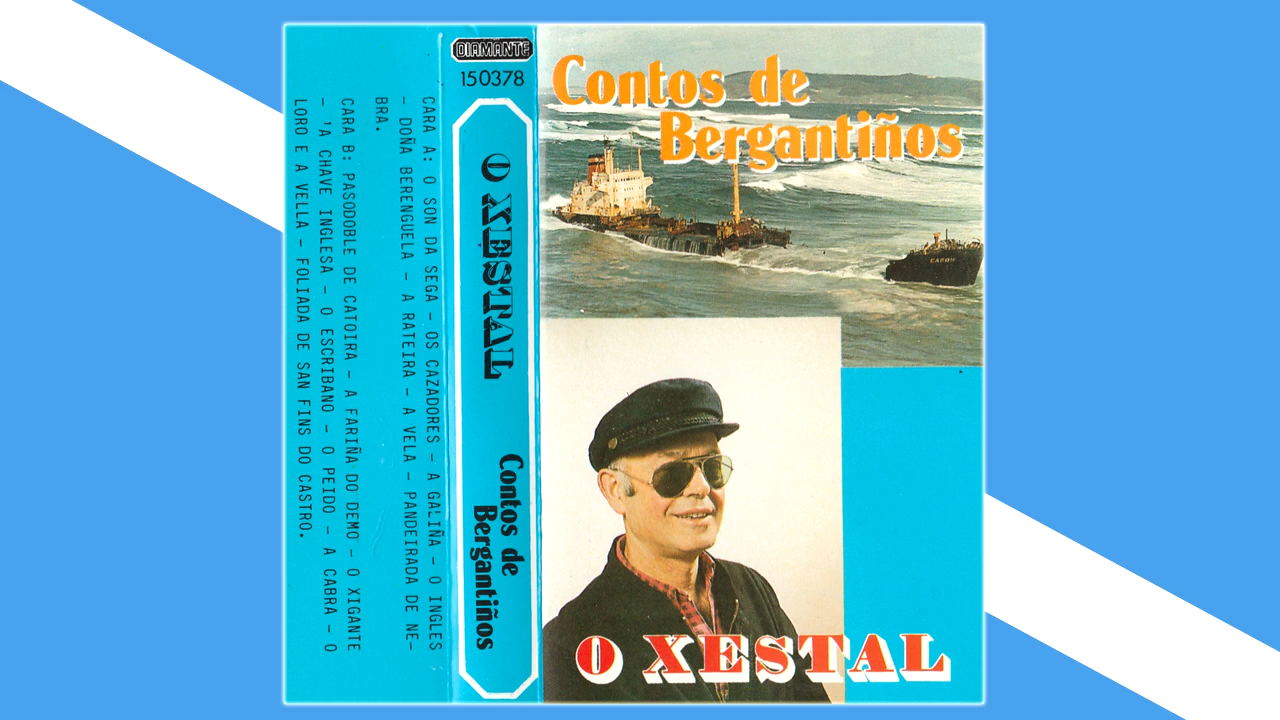 CARA A: O SON DA SEGA – OS CAZADORES – A GALIÑA – O INGLES
– DOÑA BERENGUELA – A RATEIRA – A VELA – PANDEIRADA DE NE-
BRA.
CARA B: PASODOBLE DE CATOIRA – A FARIÑA DO DEMO – O XIGANTE
– 'A CHAVE INGLESA – O ESCRIBANO – O PEIDO – A CABRA – O
LORO E A VELLA – FOLIADA DE SAN FINS DO CASTRO.
DIAMANTE
150378
O XESTAL
Contos de
Bergantiños
Contos de
Bergantiños
CASON
O XESTAL